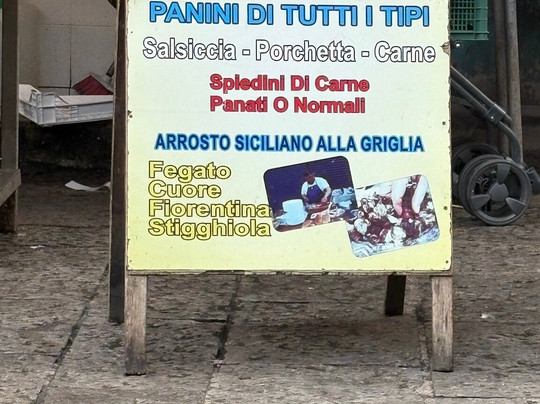 PANINI DI TUTTI I TIPI
Salsiccia - Porchetta - Carne
Spiedini Di Carne
Panati O Normali
ARROSTO SICILIANO ALLA GRIGLIA
Fegato
Cuore
Fiorentina
Stigghiola